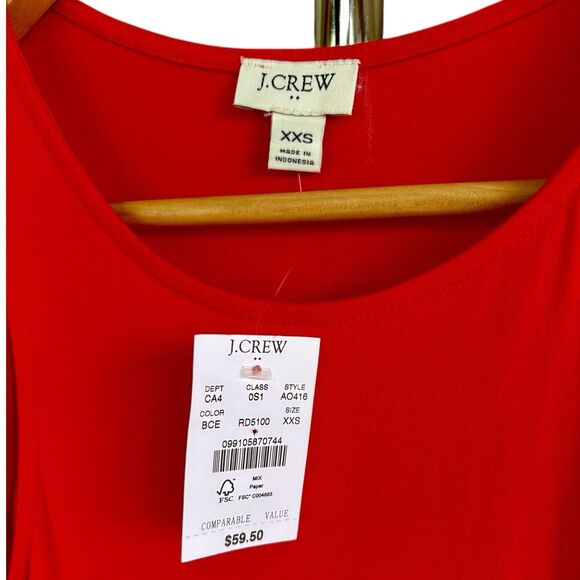 J.CREW
XXS
MADE IN
INDONESIA
J.CREW
DEPT CLASS STYLE
CA4 0S1 AO416
COLOR SIZE
BCE RD5100 XXS
099105870744
MIX
Paper
FSC FSC® C004883
COMPARABLE VALUE
$59.50